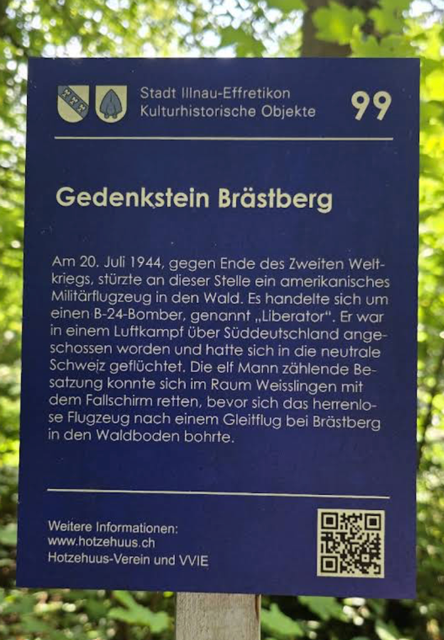 Stadt Illnau-Effretikon
Kulturhistorische Objekte
99
Gedenkstein Brästberg
Am 20. Juli 1944, gegen Ende des Zweiten Welt-
kriegs, stürzte an dieser Stelle ein amerikanisches
Militärflugzeug in den Wald. Es handelte sich um
einen B-24-Bomber, genannt „Liberator“. Er war
in einem Luftkampf über Süddeutschland ange-
schossen worden und hatte sich in die neutrale
Schweiz geflüchtet. Die elf Mann zählende Be-
satzung konnte sich im Raum Weisslingen mit
dem Fallschirm retten, bevor sich das herrenlo-
se Flugzeug nach einem Gleitflug bei Brästberg
in den Waldboden bohrte.
Weitere Informationen:
www.hotzehuus.ch
Hotzehuus-Verein und VVIE